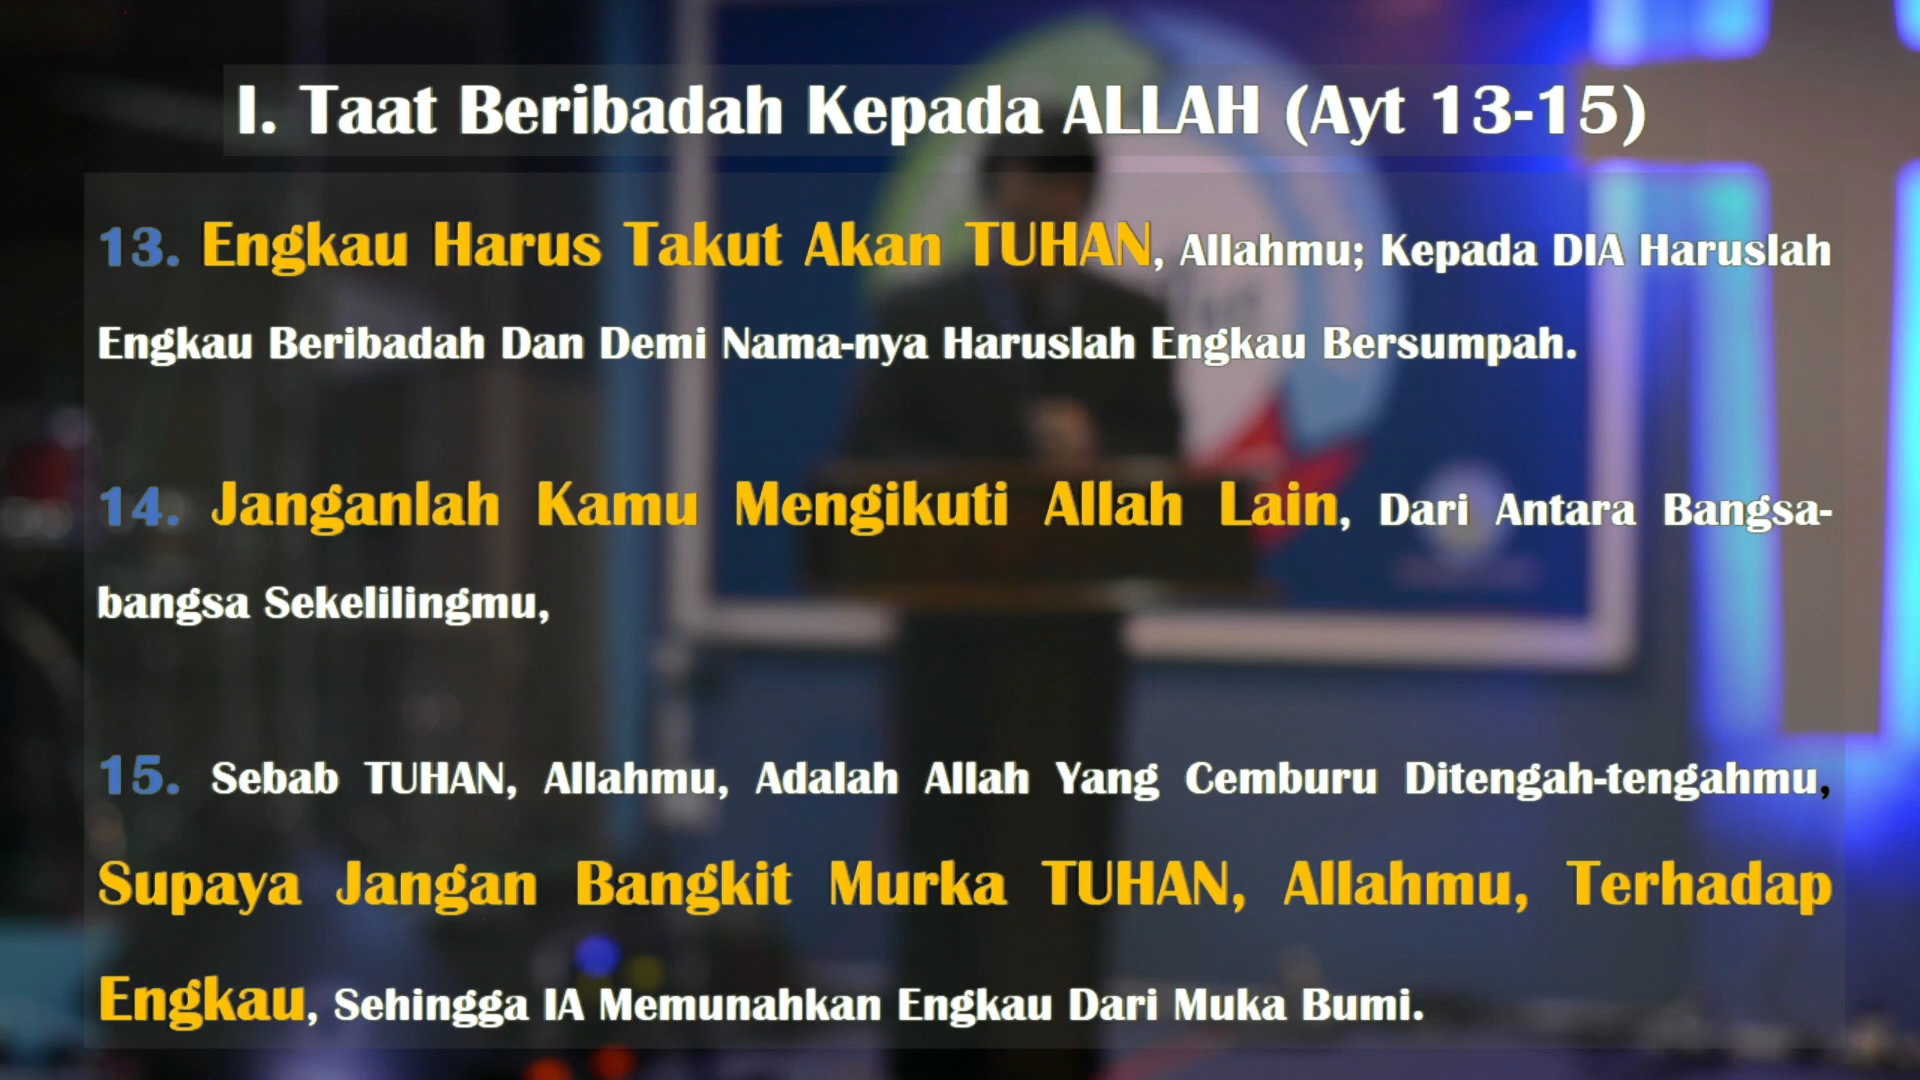 I. Taat Beribadah Kepada ALLAH (Ayt 13-15)
13. Engkau Harus Takut Akan TUHAN, Allahmu; Kepada DIA Haruslah
Engkau Beribadah Dan Demi Nama-nya Haruslah Engkau Bersumpah.
14. Janganlah Kamu Mengikuti Allah Lain, Dari Antara Bangsa-
bangsa Sekelilingmu,
15. Sebab TUHAN, Allahmu, Adalah Allah Yang Cemburu Ditengah-tengahmu,
Supaya Jangan Bangkit Murka TUHAN, Allahmu, Terhadap
Engkau, Sehingga IA Memunahkan Engkau Dari Muka Bumi.